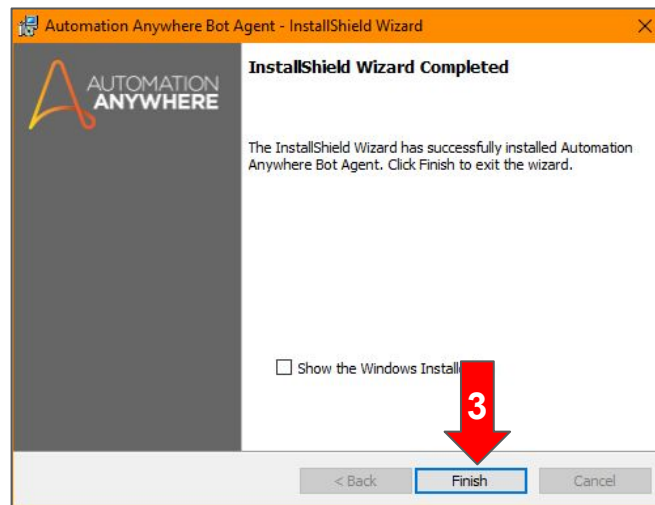 Automation Anywhere Bot Agent - InstallShield Wizard
AUTOMATION
ANYWHERE
InstallShield Wizard Completed
The InstallShield Wizard has successfully installed Automation
Anywhere Bot Agent. Click Finish to exit the wizard.
Show the Windows
3
< Back
Finish
Cancel